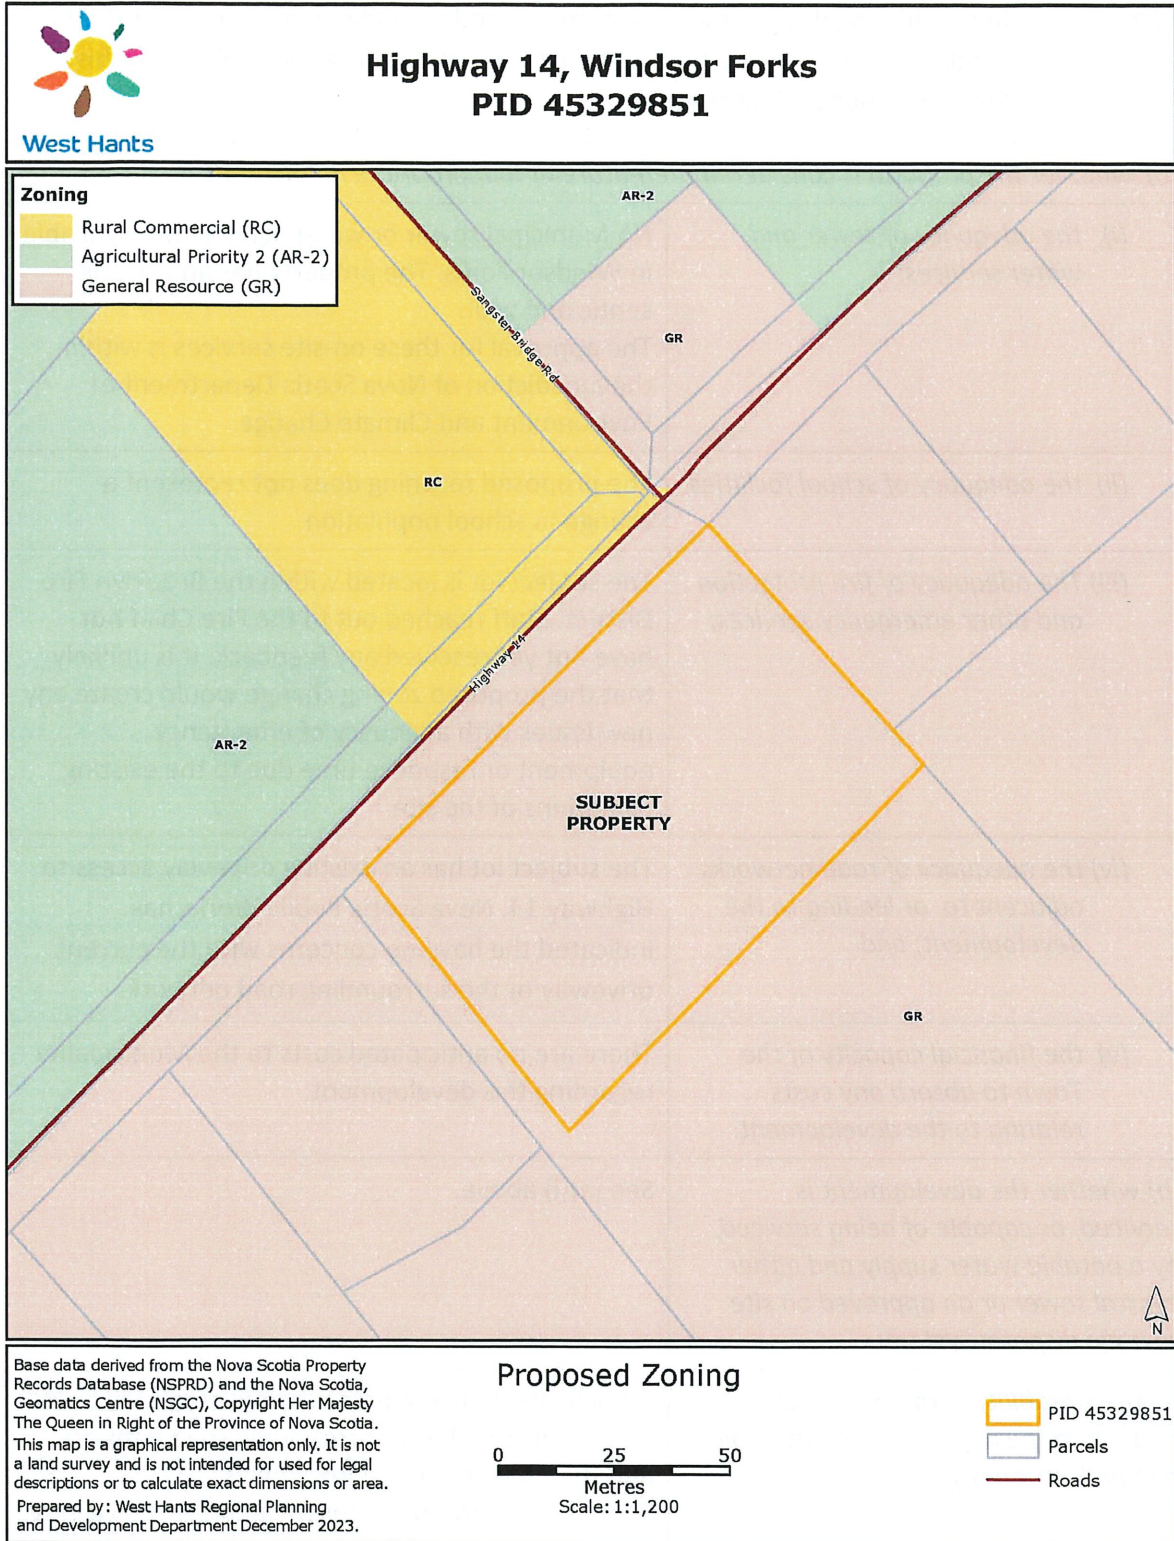 West Hants
Highway 14, Windsor Forks
PID 45329851
Zoning
Rural Commercial (RC)
Agricultural Priority 2 (AR-2)
General Resource (GR)
AR-2
Sangster Bridge Rd
GR
RC
Highway 14
AR-2
SUBJECT
PROPERTY
GR
N
Base data derived from the Nova Scotia Property
Records Database (NSPRD) and the Nova Scotia,
Geomatics Centre (NSGC), Copyright Her Majesty
The Queen in Right of the Province of Nova Scotia.
This map is a graphical representation only. It is not
a land survey and is not intended for used for legal
descriptions or to calculate exact dimensions or area.
Prepared by: West Hants Regional Planning
and Development Department December 2023.
Proposed Zoning
0 25 50
Metres
Scale: 1:1,200
PID 45329851
Parcels
Roads